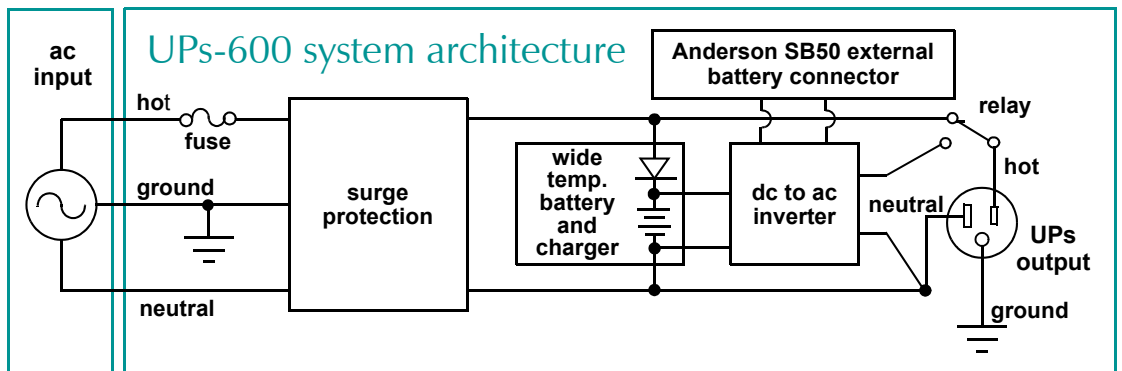 UPs-600 system architecture
ac
input
hot
fuse
ground
neutral
surge
protection
wide
temp.
battery
and
charger
Anderson SB50 external
battery connector
dc to ac
inverter
relay
hot
neutral
UPs
output
ground